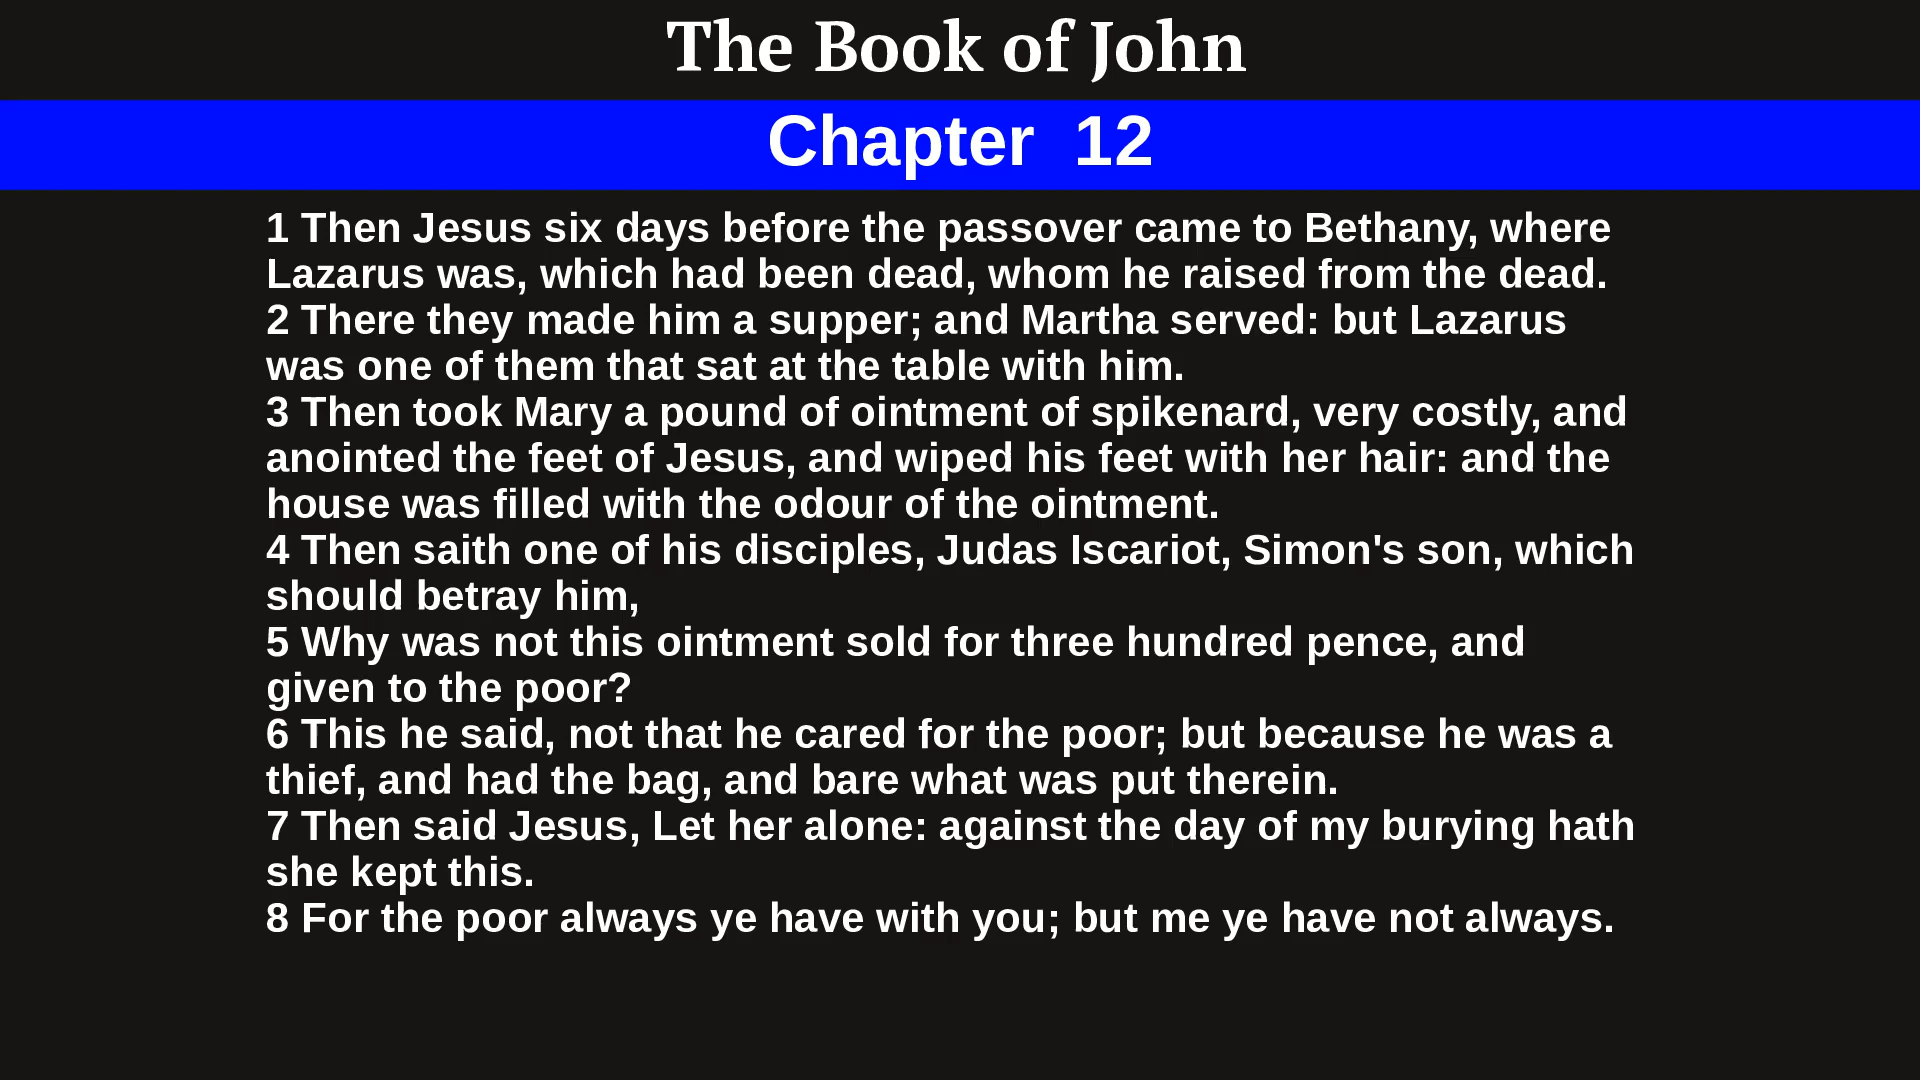 The Book of John
Chapter 12
1 Then Jesus six days before the passover came to Bethany, where
Lazarus was, which had been dead, whom he raised from the dead.
2 There they made him a supper; and Martha served: but Lazarus
was one of them that sat at the table with him.
3 Then took Mary a pound of ointment of spikenard, very costly, and
anointed the feet of Jesus, and wiped his feet with her hair: and the
house was filled with the odour of the ointment.
4 Then saith one of his disciples, Judas Iscariot, Simon's son, which
should betray him,
5 Why was not this ointment sold for three hundred pence, and
given to the poor?
6 This he said, not that he cared for the poor; but because he was a
thief, and had the bag, and bare what was put therein.
7 Then said Jesus, Let her alone: against the day of my burying hath
she kept this.
8 For the poor always ye have with you; but me ye have not always.